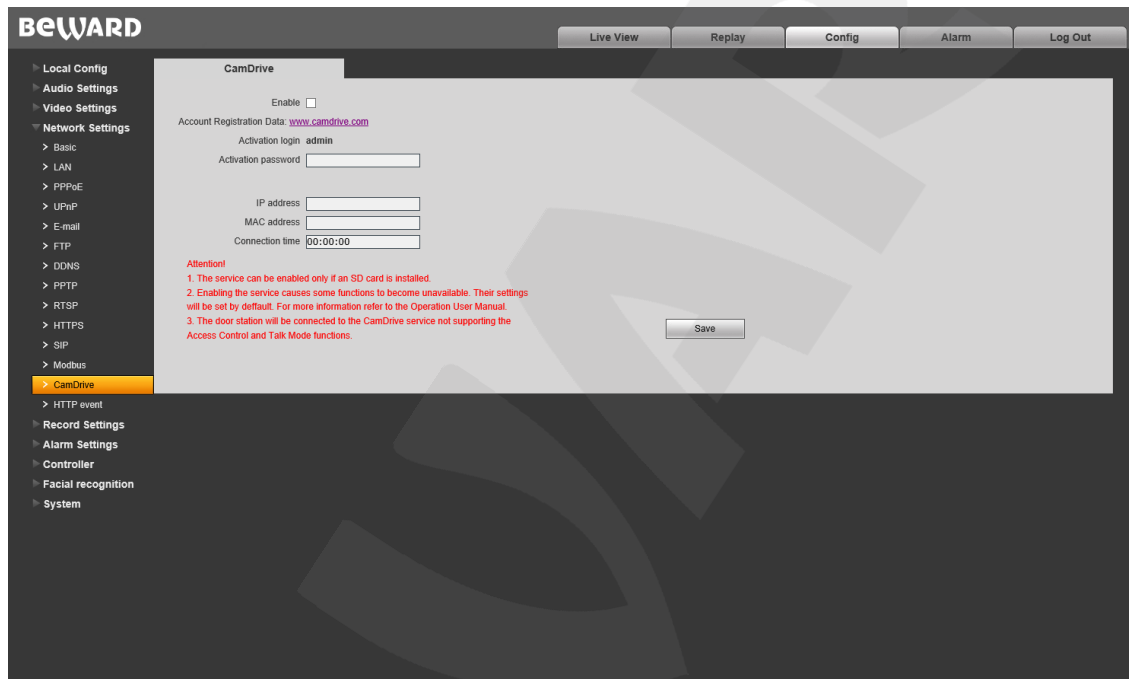 BEWARD
Live View Replay Config Alarm Log Out
Local Config
Audio Settings
Video Settings
Network Settings
> Basic
> LAN
> PPPoE
> UPnP
> E-mail
> FTP
> DDNS
> PPTP
> RTSP
> HTTPS
> SIP
> Modbus
> CamDrive
> HTTP event
Record Settings
Alarm Settings
Controller
Facial recognition
System
CamDrive
Enable
Account Registration Data: www.camdrive.com
Activation login admin
Activation password
IP address
MAC address
Connection time 00:00:00
Attention!
1. The service can be enabled only if an SD card is installed.
2. Enabling the service causes some functions to become unavailable. Their settings
will be set by deffault. For more information refer to the Operation User Manual.
3. The door station will be connected to the CamDrive service not supporting the
Access Control and Talk Mode functions.
Save